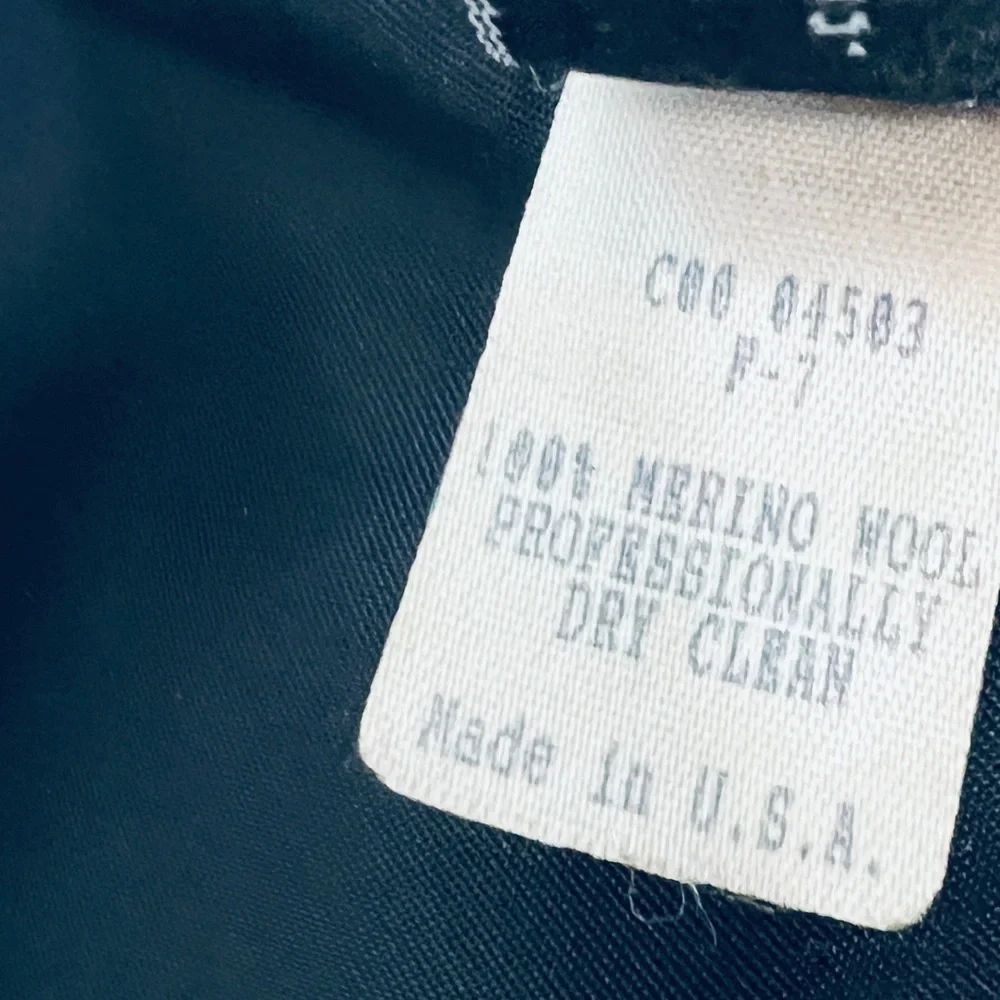 C00 04503
P-7
100% MERINO WOOL
PROFESSIONALLY
DRY CLEAN
Made in U.S.A.